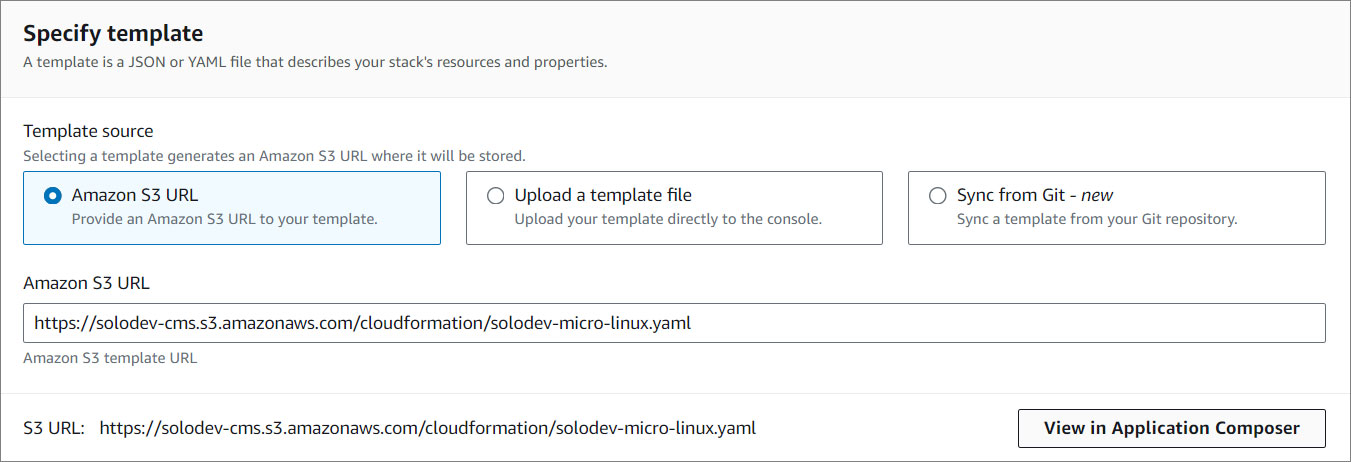 Specify template
A template is a JSON or YAML file that describes your stack's resources and properties.
Template source
Selecting a template generates an Amazon S3 URL where it will be stored.
Amazon S3 URL
Provide an Amazon S3 URL to your template.
Upload a template file
Upload your template directly to the console.
Sync from Git - new
Sync a template from your Git repository.
Amazon S3 URL
https://solodev-cms.s3.amazonaws.com/cloudformation/solodev-micro-linux.yaml
Amazon S3 template URL
S3 URL: https://solodev-cms.s3.amazonaws.com/cloudformation/solodev-micro-linux.yaml
View in Application Composer